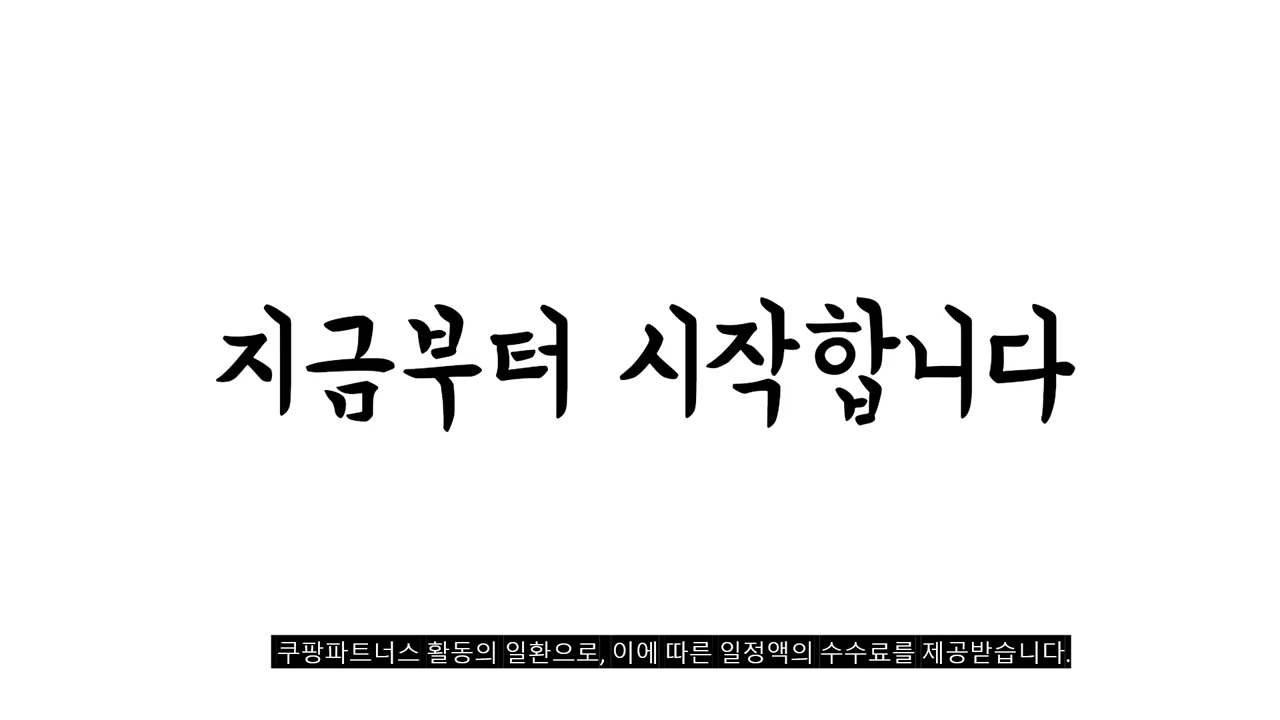 지금부터 시작합니다
쿠팡파트너스 활동의 일환으로, 이에 따른 일정액의 수수료를 제공받습니다.